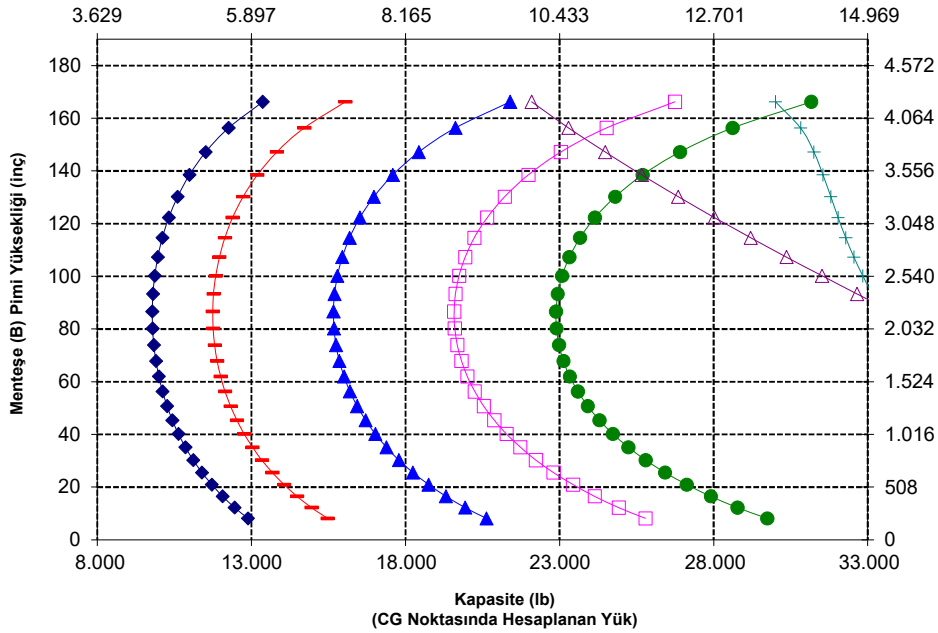 3.629 5.897 8.165 10.433 12.701 14.969
180 4.572
160 4.064
140 3.556
120 3.048
100 2.540
80 2.032
60 1.524
40 1.016
20 508
0 0
Menteşe (B) Pimi Yüksekliği (inç)
8.000 13.000 18.000 23.000 28.000 33.000
Kapasite (lb)
(CG Noktasında Hesaplanan Yük)